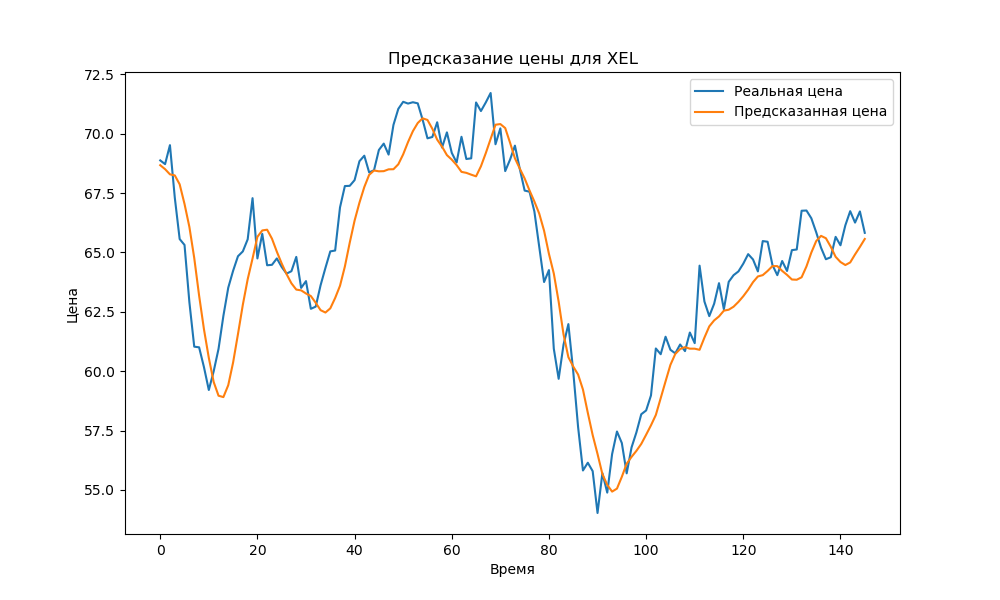 Предсказание цены для XEL
72.5
70.0
67.5
65.0
62.5
60.0
57.5
55.0
Цена
Реальная цена
Предсказанная цена
0 20 40 60 80 100 120 140
Время